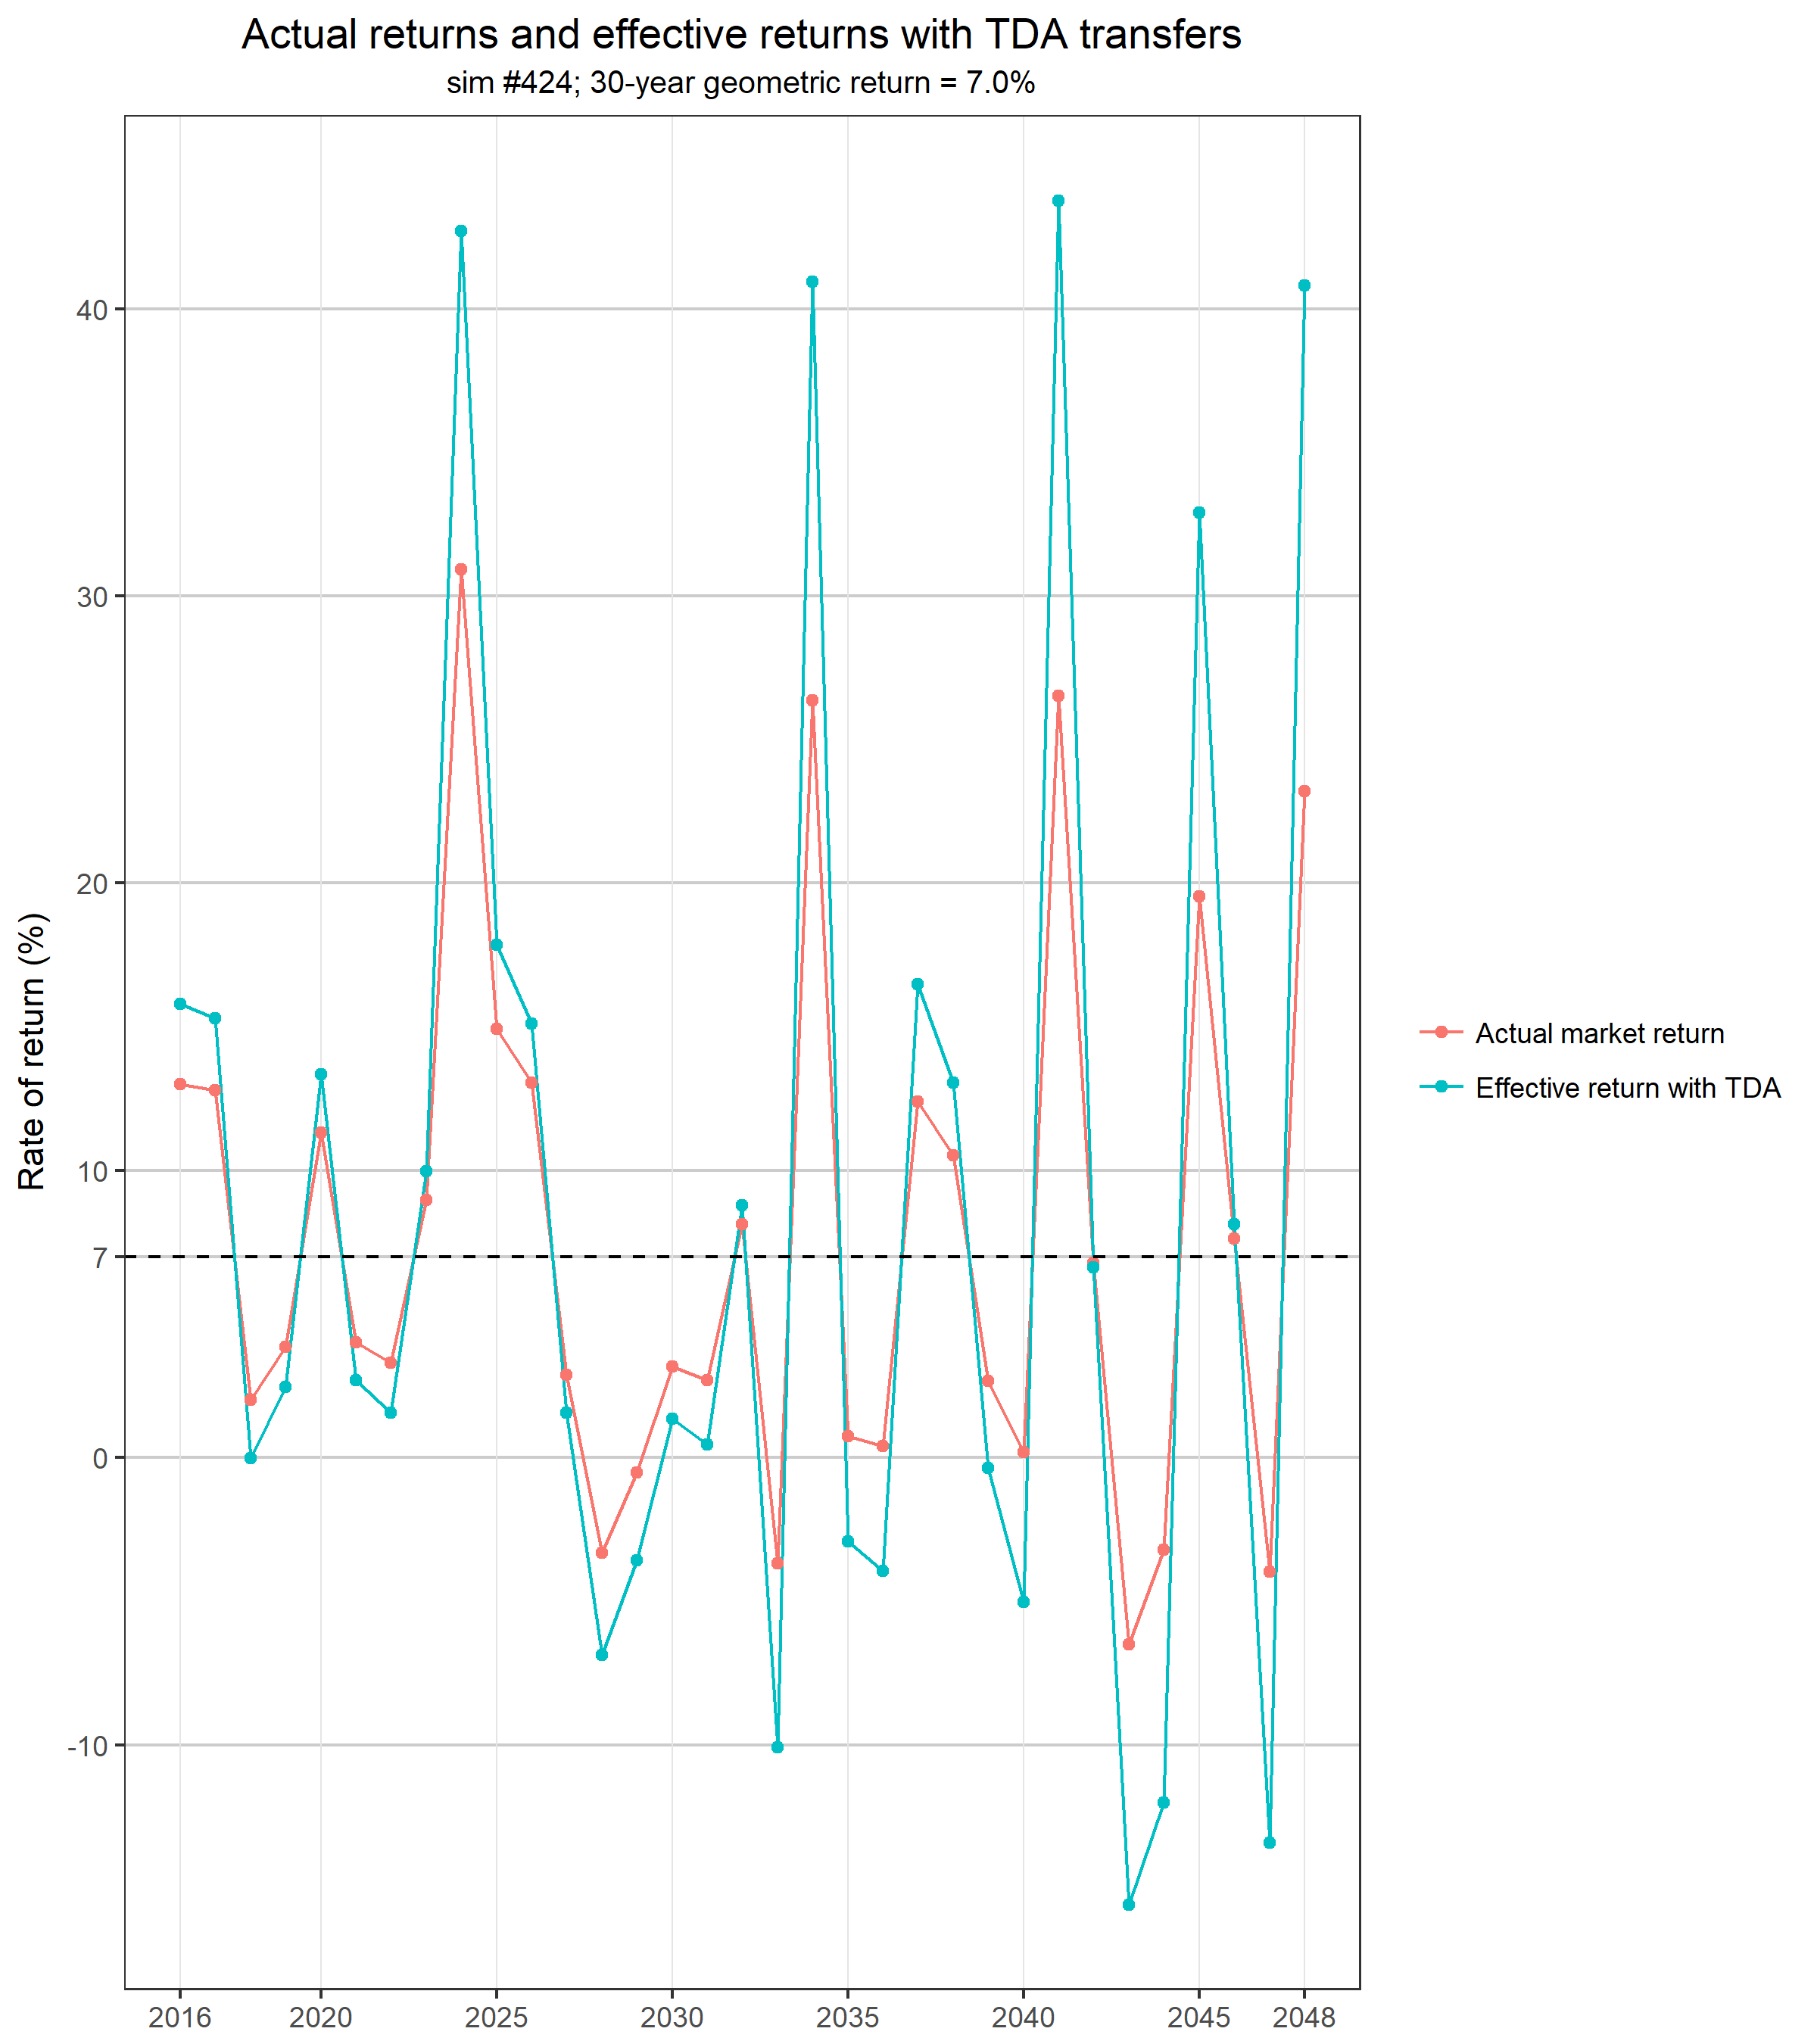 Actual returns and effective returns with TDA transfers
sim #424; 30-year geometric return = 7.0%
40
30
20
10
7
0
-10
Rate of return (%)
Actual market return
Effective return with TDA
2016 2020 2025 2030 2035 2040 2045 2048